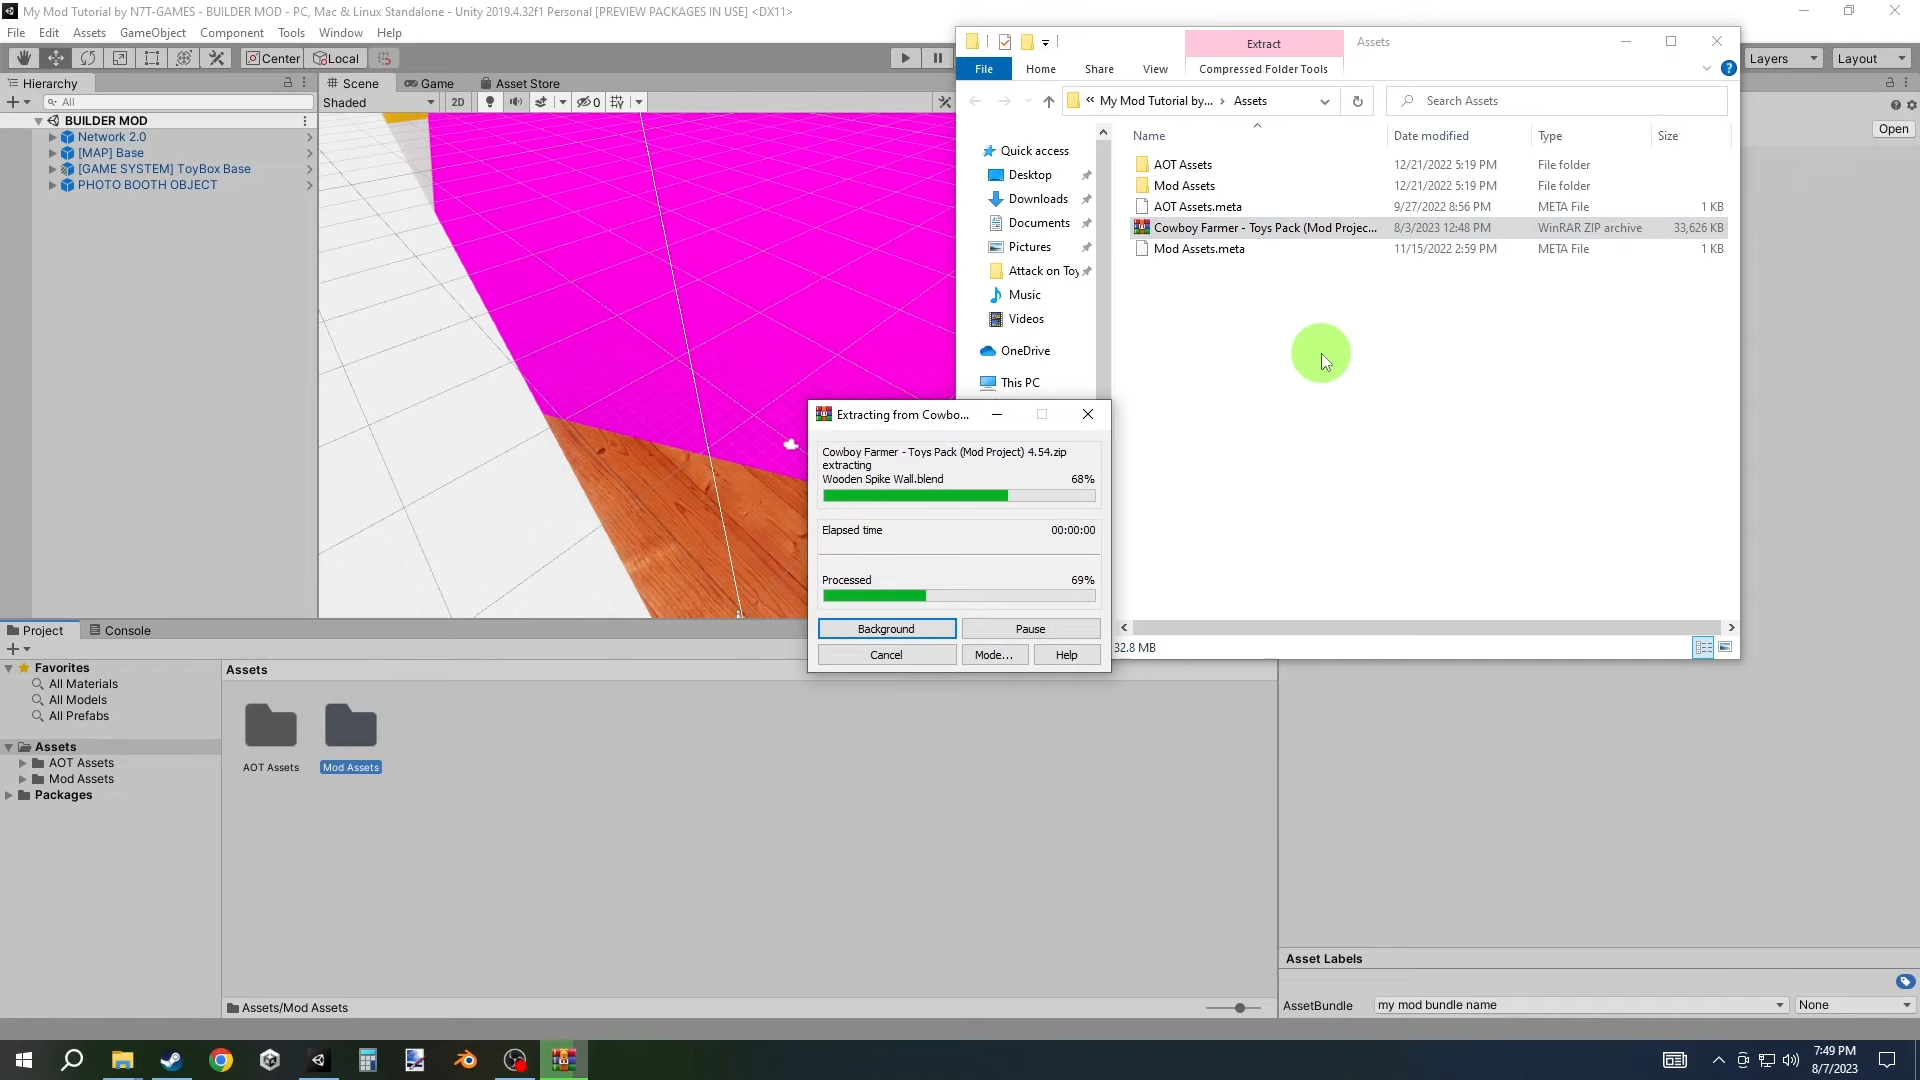 My Mod Tutorial by N7T-GAMES - BUILDER MOD - PC, Mac & Linux Standalone - Unity 2019.4.32f1 Personal [PREVIEW PACKAGES IN USE] <DX11>
File Edit Assets GameObject Component Tools Window Help
Center Local
Layers Layout
Hierarchy
All
BUILDER MOD
Network 2.0
[MAP] Base
[GAME SYSTEM] ToyBox Base
PHOTO BOOTH OBJECT
Scene Game Asset Store
Shaded 2D 0
Extract Assets
File Home Share View Compressed Folder Tools
« My Mod Tutorial by... › Assets
Search Assets
Open
Quick access
Desktop
Downloads
Documents
Pictures
Attack on Toy
Music
Videos
OneDrive
This PC
Name Date modified Type Size
AOT Assets 12/21/2022 5:19 PM File folder
Mod Assets 12/21/2022 5:19 PM File folder
AOT Assets.meta 9/27/2022 8:56 PM META File 1 KB
Cowboy Farmer - Toys Pack (Mod Projec... 8/3/2023 12:48 PM WinRAR ZIP archive 33,626 KB
Mod Assets.meta 11/15/2022 2:59 PM META File 1 KB
32.8 MB
Extracting from Cowbo...
Cowboy Farmer - Toys Pack (Mod Project) 4.54.zip
extracting
Wooden Spike Wall.blend 68%
Elapsed time 00:00:00
Processed 69%
Background Pause
Cancel Mode... Help
Project Console
Favorites
All Materials
All Models
All Prefabs
Assets
AOT Assets
Mod Assets
Packages
Assets
AOT Assets Mod Assets
Assets/Mod Assets
Asset Labels
AssetBundle my mod bundle name None
7:49 PM
8/7/2023